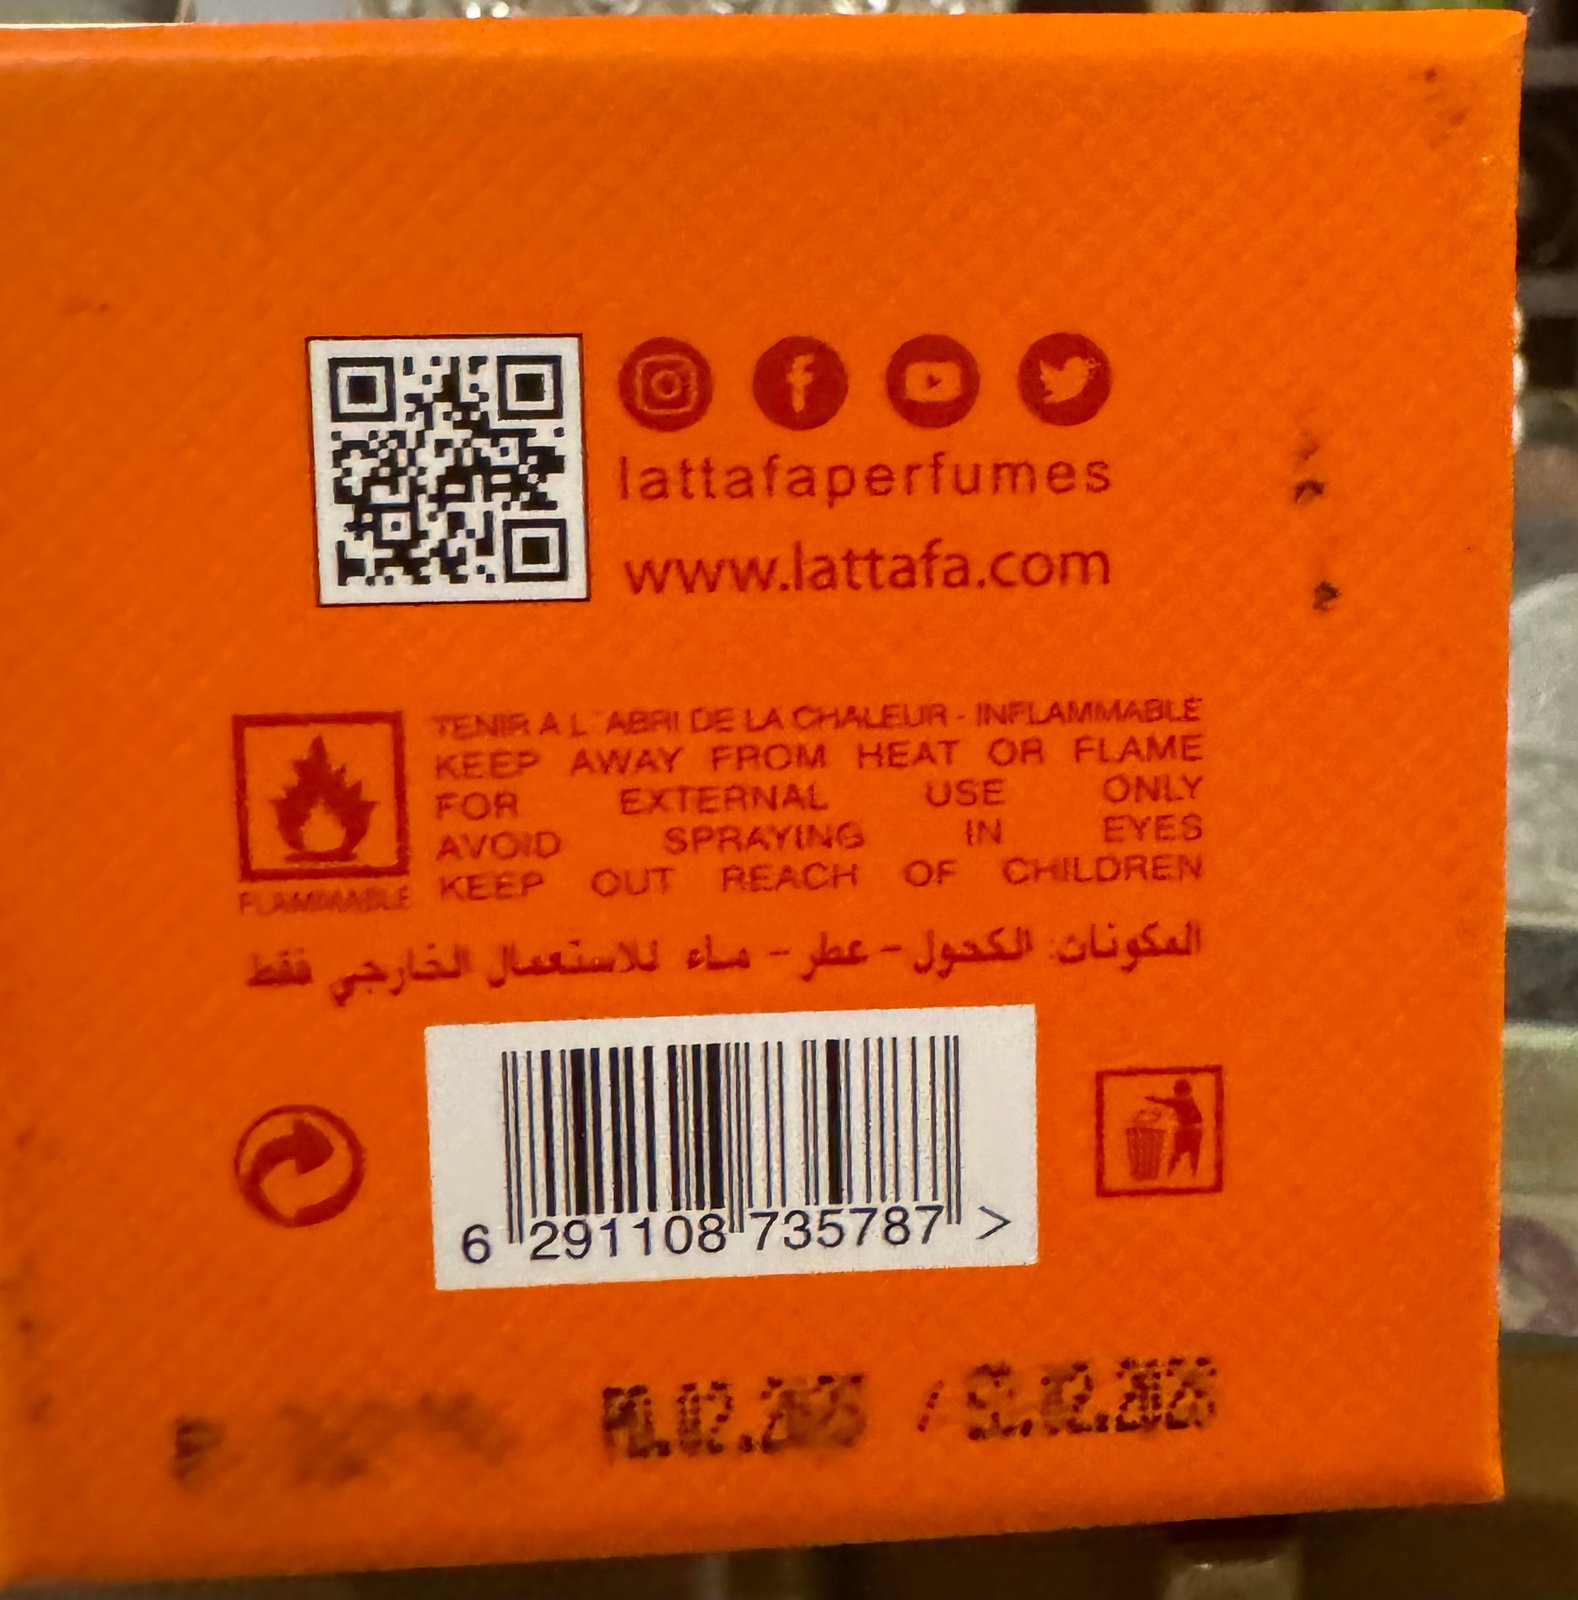 lattafaperfumes
www.lattafa.com
TENIR A L'ABRI DE LA CHALEUR - INFLAMMABLE
KEEP AWAY FROM HEAT OR FLAME
FOR EXTERNAL USE ONLY
AVOID SPRAYING IN EYES
KEEP OUT REACH OF CHILDREN
FLAMMABLE
المكونات: الكحول - عطر - ماء للاستعمال الخارجي فقط
6 291108 735787 >